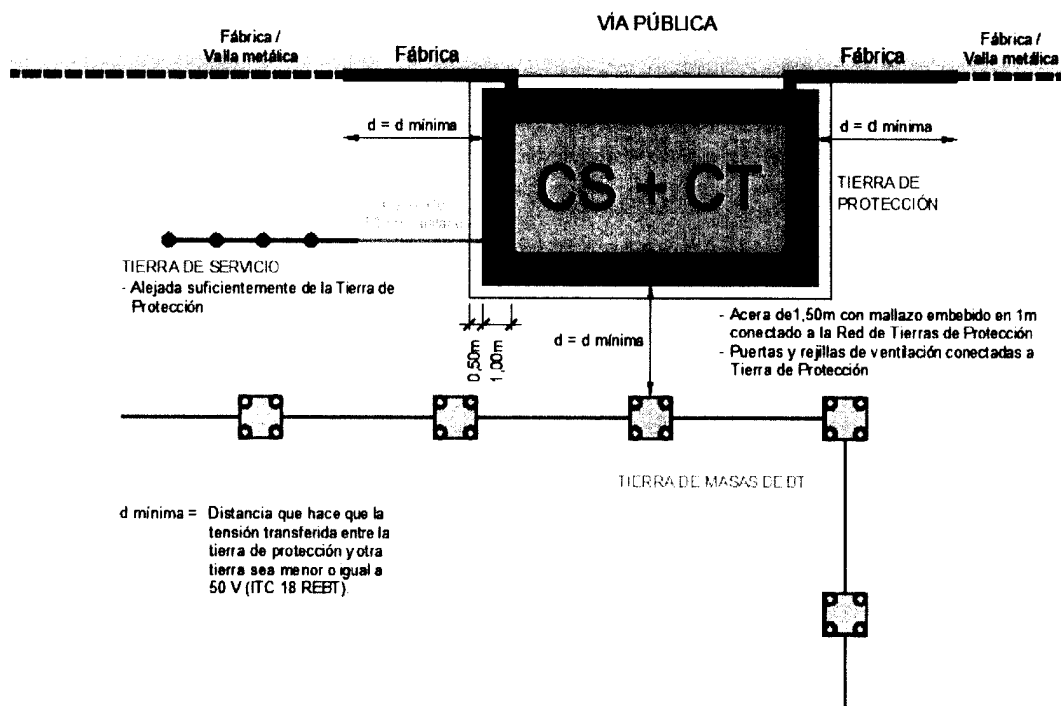 VÍA PÚBLICA
Fábrica /
Valla metálica
Fábrica
Fábrica
Fábrica /
Valla metálica
d = d mínima
d = d mínima
CS + CT
TIERRA DE
PROTECCIÓN
TIERRA DE SERVICIO
- Alejada suficientemente de la Tierra de
Protección
0,50m
1,00m
d = d mínima
- Acera de1,50m con mallazo embebido en 1m
conectado a la Red de Tierras de Protección
- Puertas y rejillas de ventilación conectadas a
Tierra de Protección
TIERRA DE MASAS DE BT
d mínima = Distancia que hace que la
tensión transferida entre la
tierra de protección y otra
tierra sea menor o igual a
50 V (ITC 18 REBT).